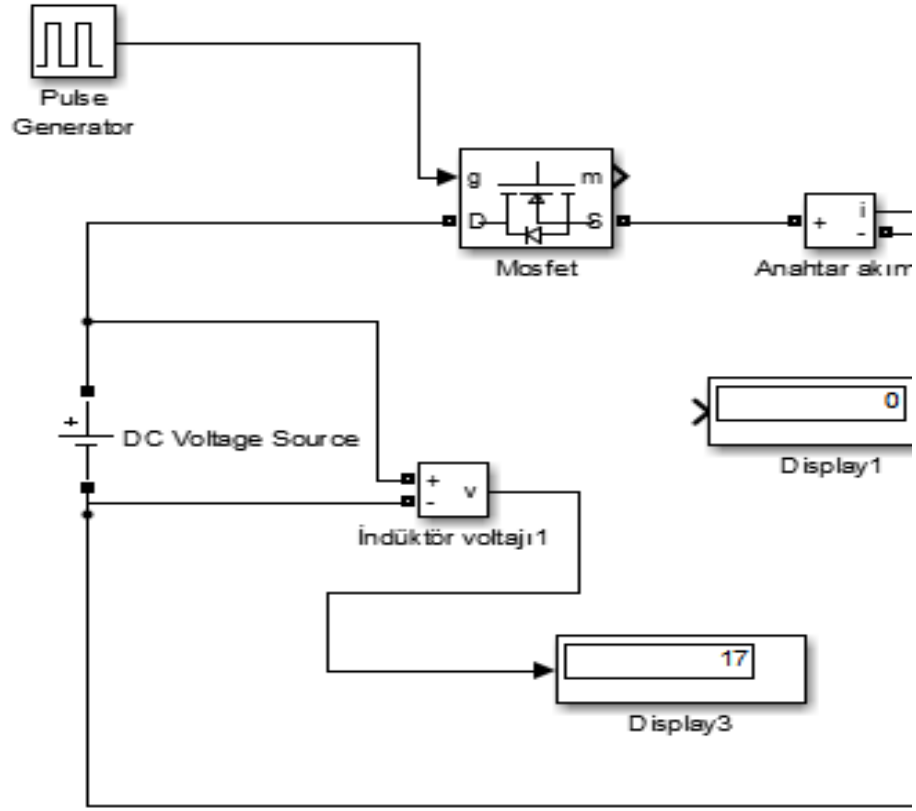 Pulse
Generator
g
m
D
S
Mosfet
+
i
-
Anahtar akım
0
Display1
+
DC Voltage Source
+
v
-
İndüktör voltajı1
17
Display3